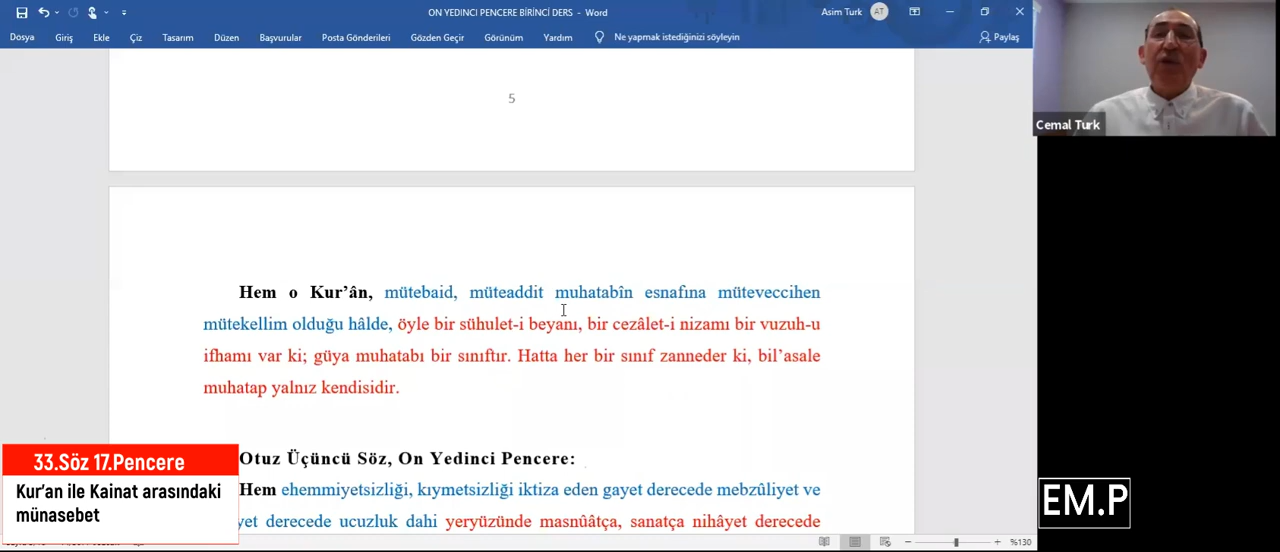 ON YEDINCI PENCERE BİRİNCİ DERS - Word
Asim Turk
AT
Dosya Giriş Ekle Çiz Tasarım Düzen Başvurular Posta Gönderileri Gözden Geçir Görünüm Yardım Ne yapmak istediğinizi söyleyin
Paylaş
Cemal Turk
5
Hem o Kur’ân, mütebaid, müteaddit muhatabîn esnafına müteveccihen
mütekellim olduğu hâlde, öyle bir sühulet-i beyanı, bir cezâlet-i nizamı bir vuzuh-u
ifhamı var ki; güya muhatabı bir sınıftır. Hatta her bir sınıf zanneder ki, bil’asale
muhatap yalnız kendisidir.
Otuz Üçüncü Söz, On Yedinci Pencere:
Hem ehemmiyetsizliği, kıymetsizliği iktiza eden gayet derecede mebzûliyet ve
yet derecede ucuzluk dahi yeryüzünde masnûâtça, sanatça nihâyet derecede
33.Söz 17.Pencere
Kur’an ile Kainat arasındaki
münasebet
EM.P
%130